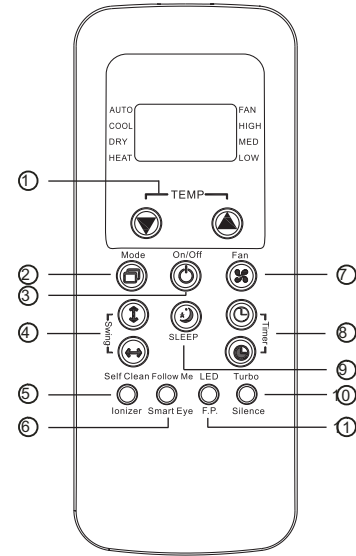 AUTO FAN
COOL HIGH
DRY MED
HEAT LOW
1 TEMP
Mode On/Off Fan
2 7
3
4 Swing Timer 8
SLEEP
9
Self Clean Follow Me LED Turbo
5 10
Ionizer Smart Eye F.P. Silence
6 11